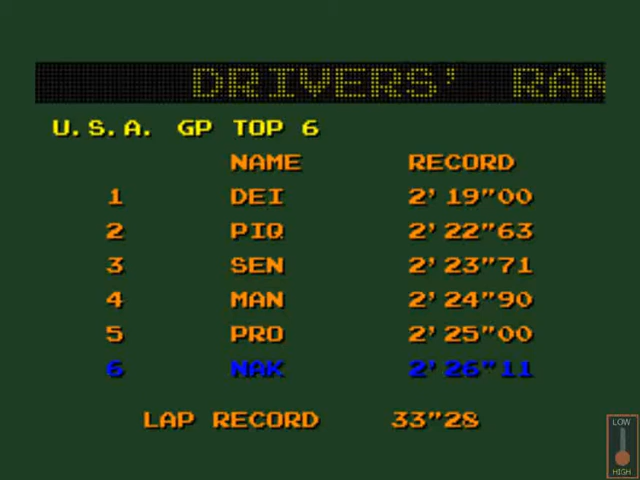 DRIVERS' RAN
U.S.A. GP TOP 6
NAME RECORD
1 DEI 2'19"00
2 PIQ 2'22"63
3 SEN 2'23"71
4 MAN 2'24"90
5 PRO 2'25"00
6 NAK 2'26"11
LAP RECORD 33"28
LOW
HIGH